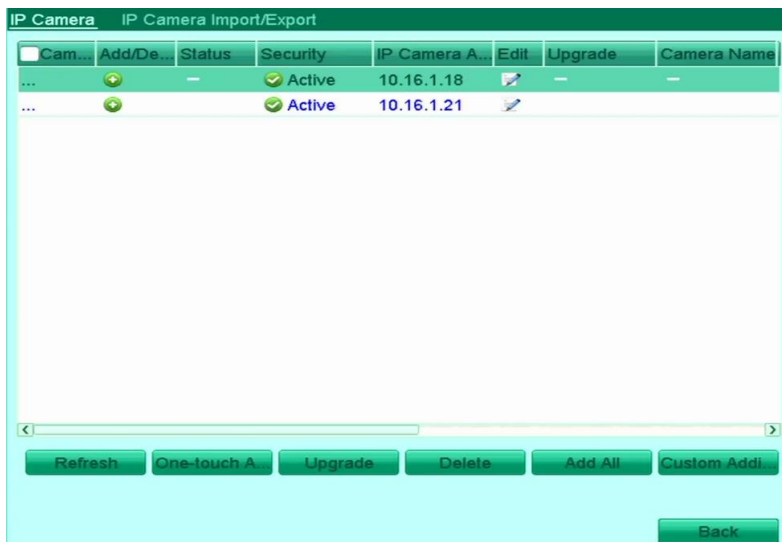 IP Camera IP Camera Import/Export
Cam... Add/De... Status Security IP Camera A... Edit Upgrade Camera Name
... Active 10.16.1.18 – –
... Active 10.16.1.21
Refresh One-touch A... Upgrade Delete Add All Custom Addi...
Back